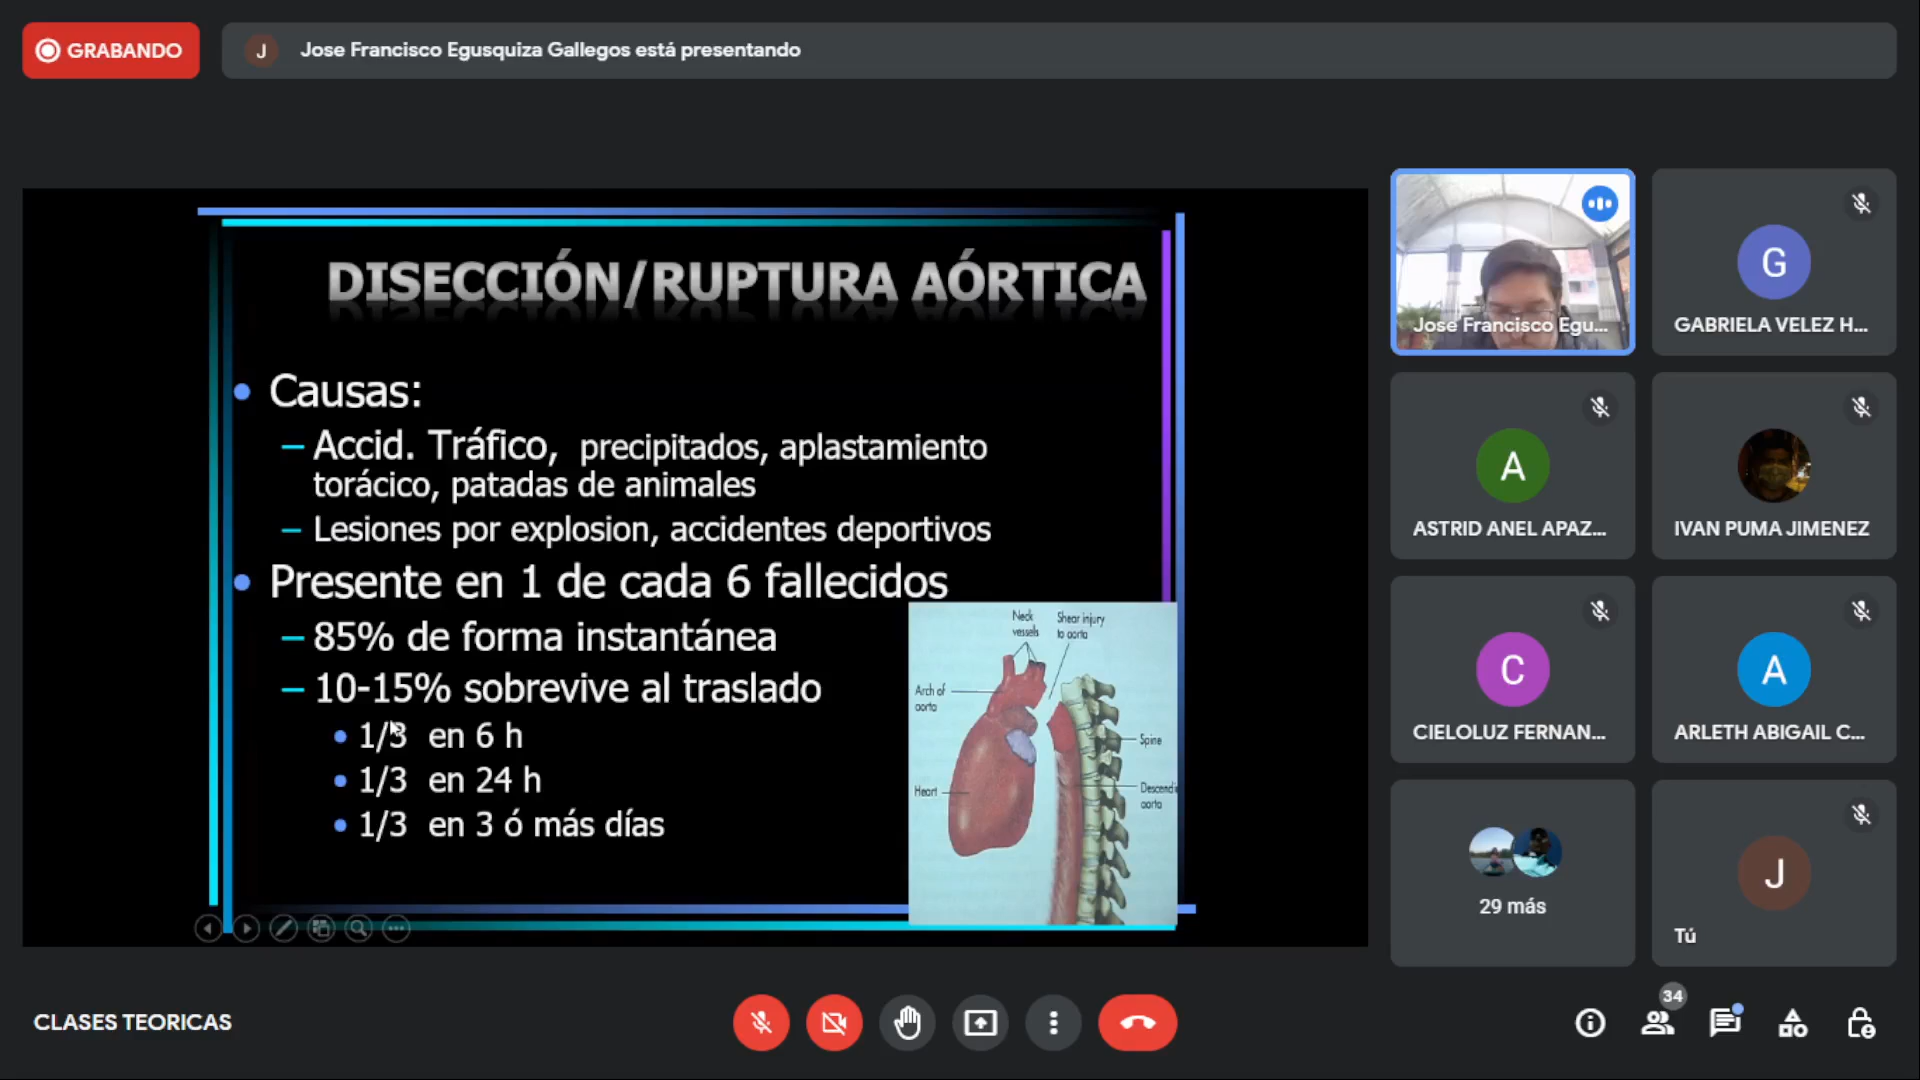 GRABANDO
J
Jose Francisco Egusquiza Gallegos está presentando
DISECCIÓN/RUPTURA AÓRTICA
• Causas:
– Accid. Tráfico, precipitados, aplastamiento
torácico, patadas de animales
– Lesiones por explosion, accidentes deportivos
• Presente en 1 de cada 6 fallecidos
– 85% de forma instantánea
– 10-15% sobrevive al traslado
• 1/3 en 6 h
• 1/3 en 24 h
• 1/3 en 3 ó más días
Neck
vessels
Shear injury
to aorta
Arch of
aorta
Spine
Heart
Descendi
aorta
Jose Francisco Egu...
G
GABRIELA VELEZ H...
A
ASTRID ANEL APAZ...
IVAN PUMA JIMENEZ
C
CIELOLUZ FERNAN...
A
ARLETH ABIGAIL C...
29 más
J
Tú
CLASES TEORICAS
34